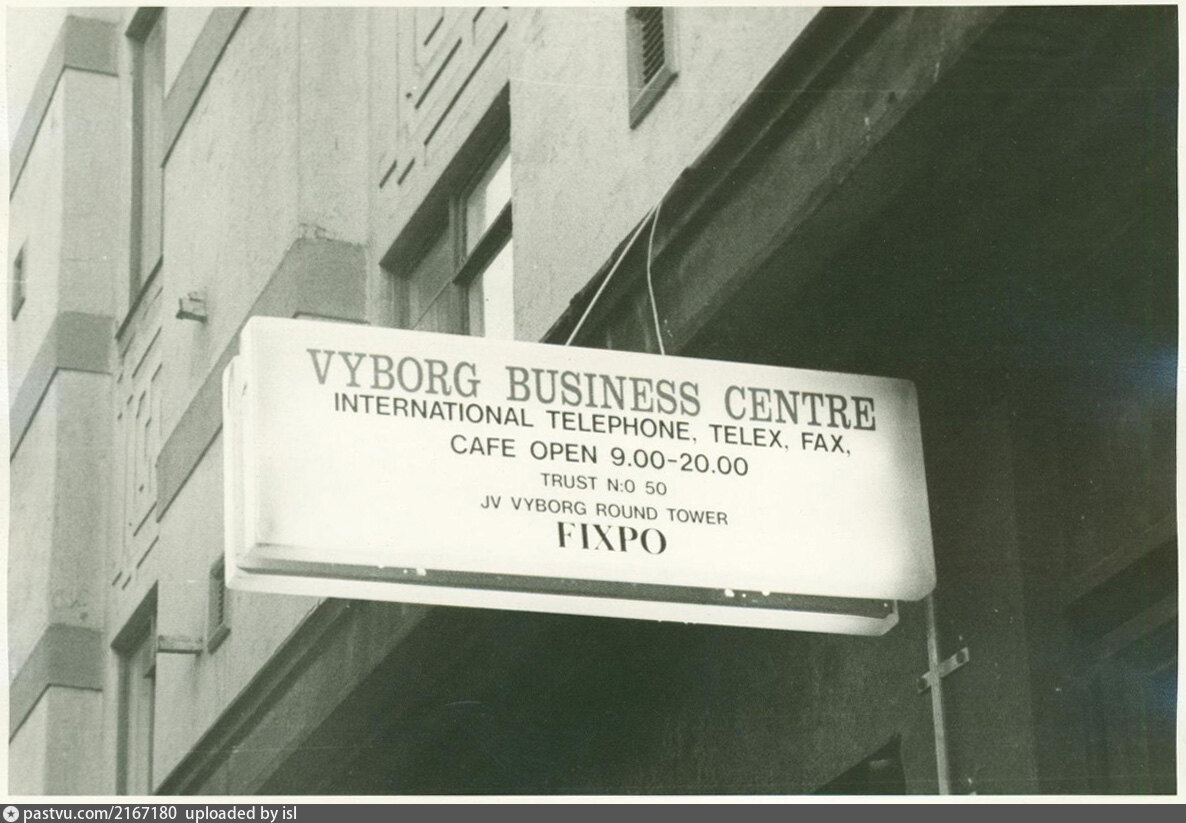 VYBORG BUSINESS CENTRE
INTERNATIONAL TELEPHONE, TELEX, FAX,
CAFE OPEN 9.00-20.00
TRUST N:O 50
JV VYBORG ROUND TOWER
FIXPO
pastvu.com/2167180 uploaded by isl